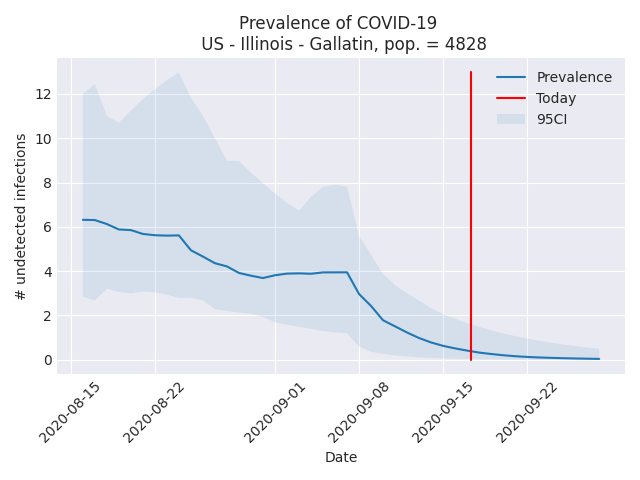 Prevalence of COVID-19
US - Illinois - Gallatin, pop. = 4828
Prevalence
Today
95CI
# undetected infections
12
10
8
6
4
2
0
2020-08-15
2020-08-22
2020-09-01
2020-09-08
2020-09-15
2020-09-22
Date